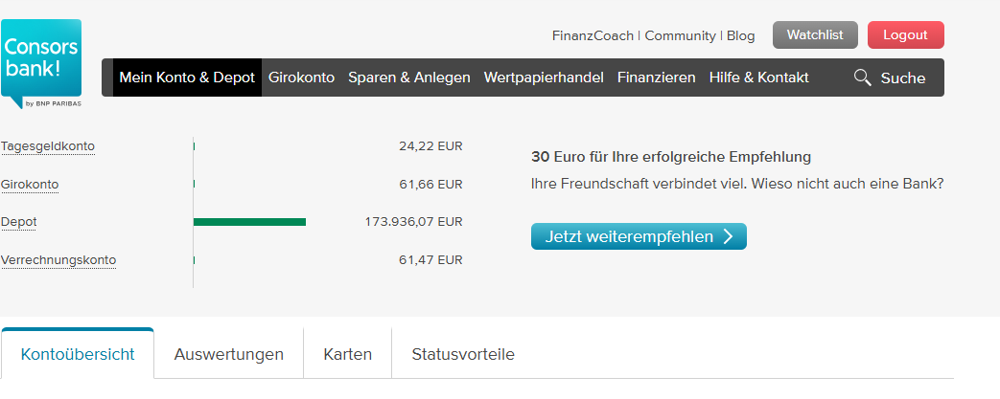 Consors
bank!
by BNP PARIBAS
FinanzCoach | Community | Blog
Watchlist
Logout
Mein Konto & Depot Girokonto Sparen & Anlegen Wertpapierhandel Finanzieren Hilfe & Kontakt Suche
Tagesgeldkonto 24,22 EUR
Girokonto 61,66 EUR
Depot 173.936,07 EUR
Verrechnungskonto 61,47 EUR
30 Euro für Ihre erfolgreiche Empfehlung
Ihre Freundschaft verbindet viel. Wieso nicht auch eine Bank?
Jetzt weiterempfehlen
Kontoübersicht Auswertungen Karten Statusvorteile